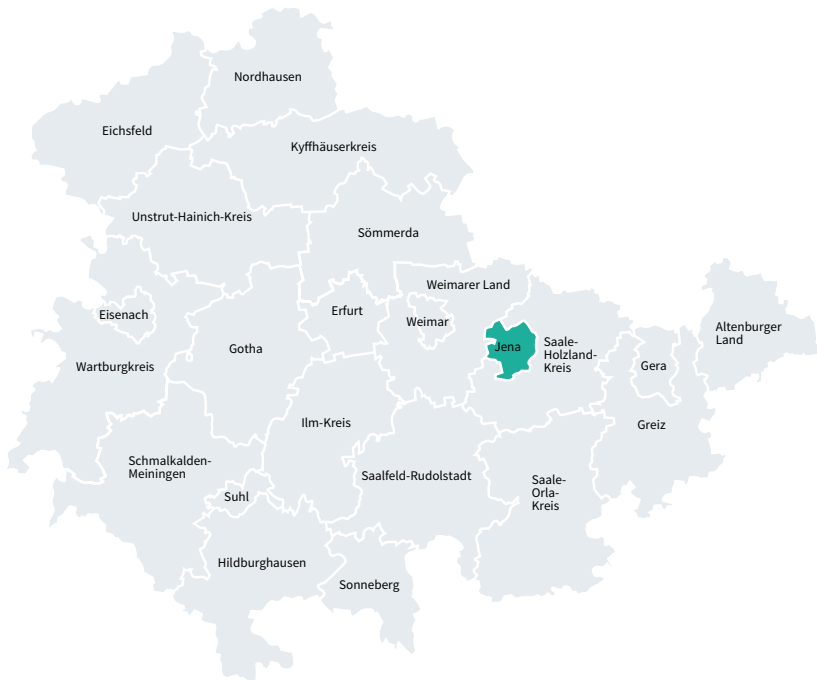 Nordhausen
Eichsfeld
Kyffhäuserkreis
Unstrut-Hainich-Kreis
Sömmerda
Weimarer Land
Erfurt
Eisenach
Weimar
Altenburger
Land
Gotha
Jena
Saale-
Holzland-
Kreis
Wartburgkreis
Gera
Ilm-Kreis
Greiz
Schmalkalden-
Meiningen
Saalfeld-Rudolstadt
Saale-
Orla-
Kreis
Suhl
Hildburghausen
Sonneberg